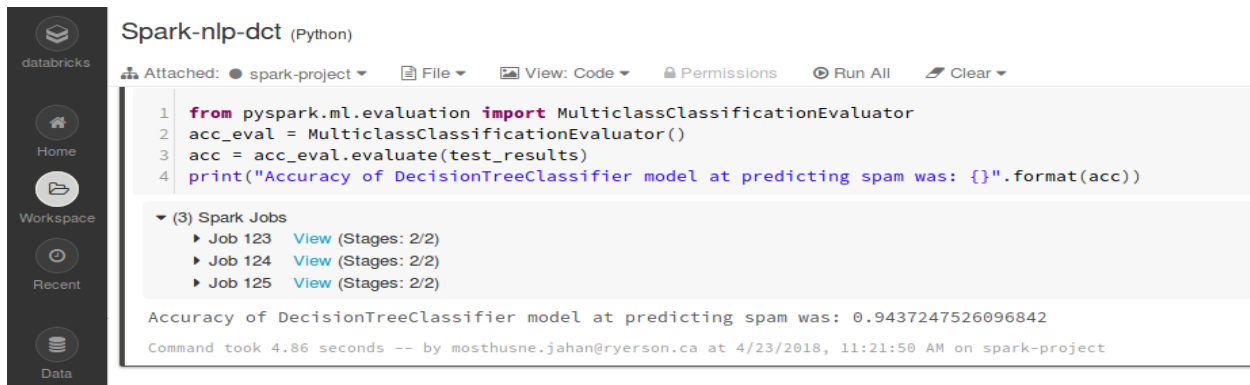 databricks
Home
Workspace
Recent
Data
Spark-nlp-dct (Python)
Attached: spark-project File View: Code Permissions Run All Clear
1 from pyspark.ml.evaluation import MulticlassClassificationEvaluator
2 acc_eval = MulticlassClassificationEvaluator()
3 acc = acc_eval.evaluate(test_results)
4 print("Accuracy of DecisionTreeClassifier model at predicting spam was: {}".format(acc))
(3) Spark Jobs
Job 123 View (Stages: 2/2)
Job 124 View (Stages: 2/2)
Job 125 View (Stages: 2/2)
Accuracy of DecisionTreeClassifier model at predicting spam was: 0.9437247526096842
Command took 4.86 seconds -- by mosthusne.jahan@ryerson.ca at 4/23/2018, 11:21:50 AM on spark-project